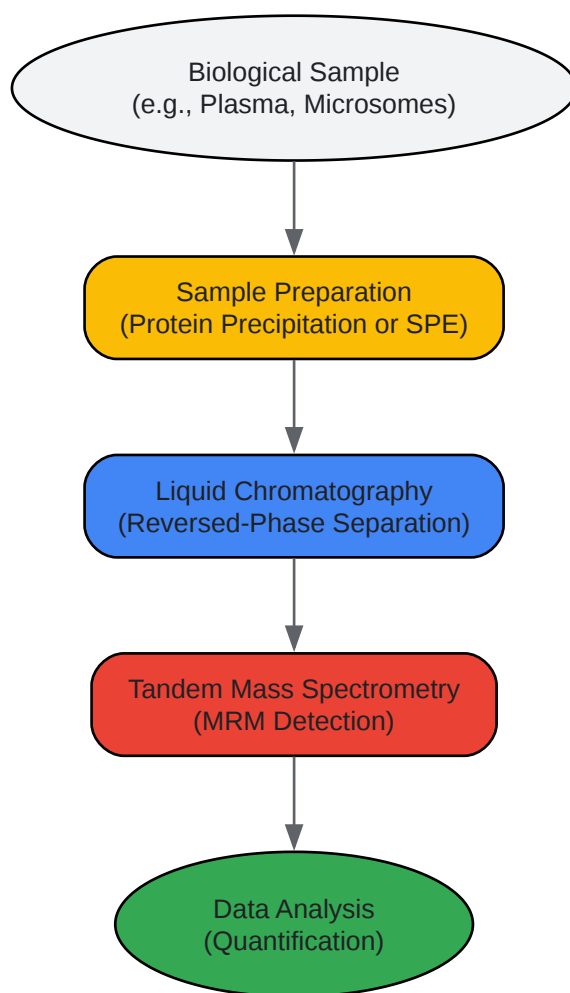 Biological Sample
(e.g., Plasma, Microsomes)
Sample Preparation
(Protein Precipitation or SPE)
Liquid Chromatography
(Reversed-Phase Separation)
Tandem Mass Spectrometry
(MRM Detection)
Data Analysis
(Quantification)